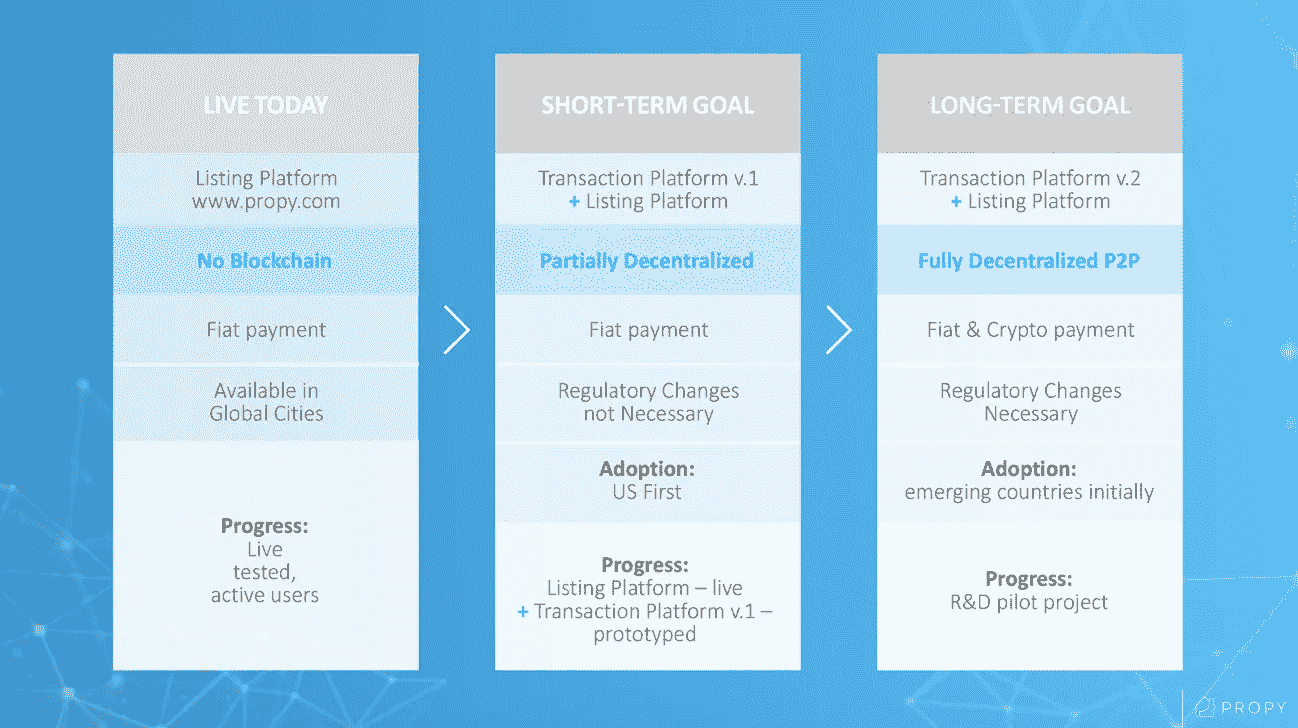 LIVE TODAY
Listing Platform
www.propy.com
No Blockchain
Fiat payment
Available in
Global Cities
Progress:
Live
tested,
active users
SHORT-TERM GOAL
Transaction Platform v.1
+ Listing Platform
Partially Decentralized
Fiat payment
Regulatory Changes
not Necessary
Adoption:
US First
Progress:
Listing Platform – live
+ Transaction Platform v.1 –
prototyped
LONG-TERM GOAL
Transaction Platform v.2
+ Listing Platform
Fully Decentralized P2P
Fiat & Crypto payment
Regulatory Changes
Necessary
Adoption:
emerging countries initially
Progress:
R&D pilot project
PROPY